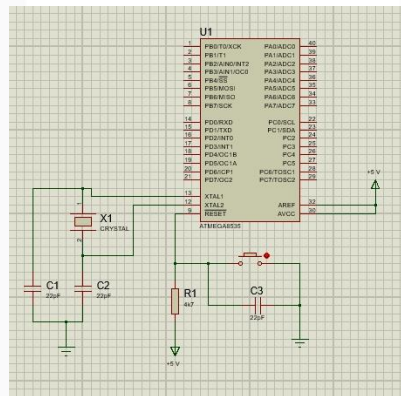 U1
1 PB0/T0/XCK PA0/ADC0 40
2 PB1/T1 PA1/ADC1 39
3 PB2/AIN0/INT2 PA2/ADC2 38
4 PB3/AIN1/OC0 PA3/ADC3 37
5 PB4/SS PA4/ADC4 36
6 PB5/MOSI PA5/ADC5 35
7 PB6/MISO PA6/ADC6 34
8 PB7/SCK PA7/ADC7 33
14 PD0/RXD PC0/SCL 22
15 PD1/TXD PC1/SDA 23
16 PD2/INT0 PC2 24
17 PD3/INT1 PC3 25
18 PD4/OC1B PC4 26
19 PD5/OC1A PC5 27
20 PD6/ICP1 PC6/TOSC1 28
21 PD7/OC2 PC7/TOSC2 29
+5 V
13 XTAL1
12 XTAL2 AREF 32
9 RESET AVCC 30
ATMEGA8535
1
X1
CRYSTAL
2
C1
22pF
C2
22pF
R1
4k7
C3
22pF
+5 V